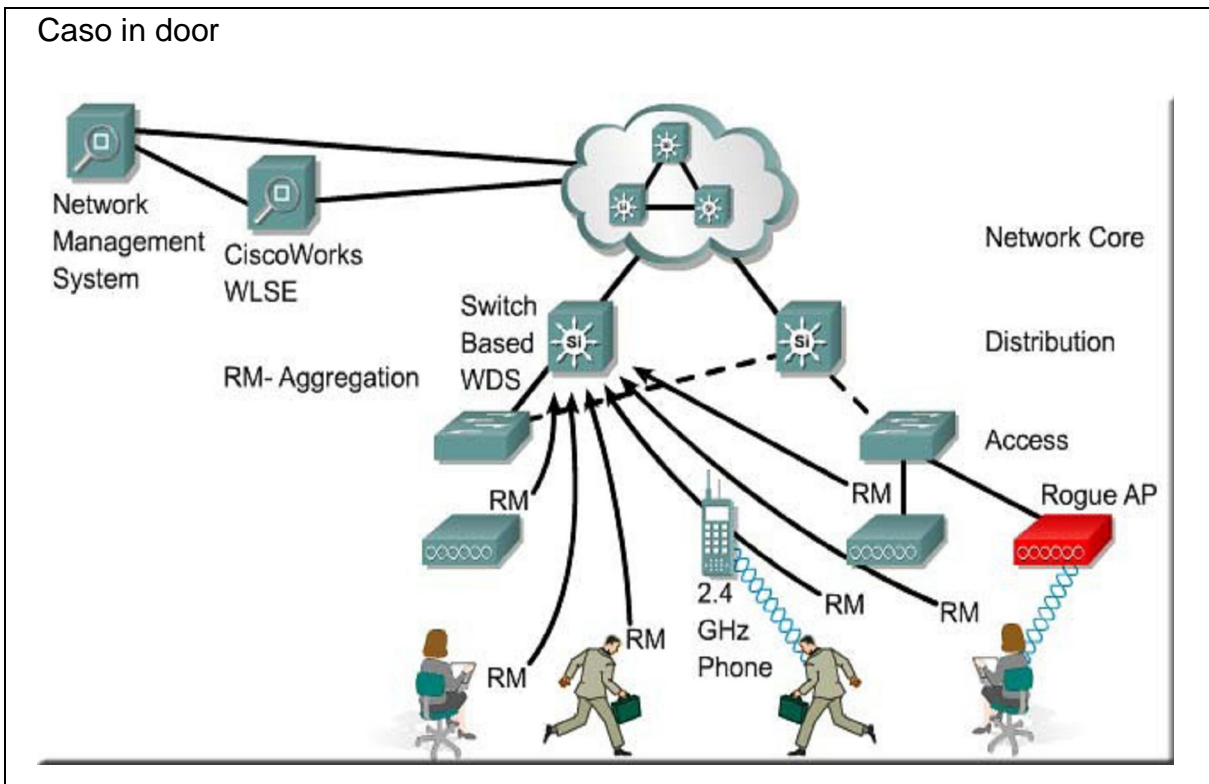 Caso in door
Network
Management
System
CiscoWorks
WLSE
Network Core
Switch
Based
WDS
Si
Si
Distribution
RM- Aggregation
Access
RM
RM
Rogue AP
2.4
GHz
Phone
RM
RM
RM
RM